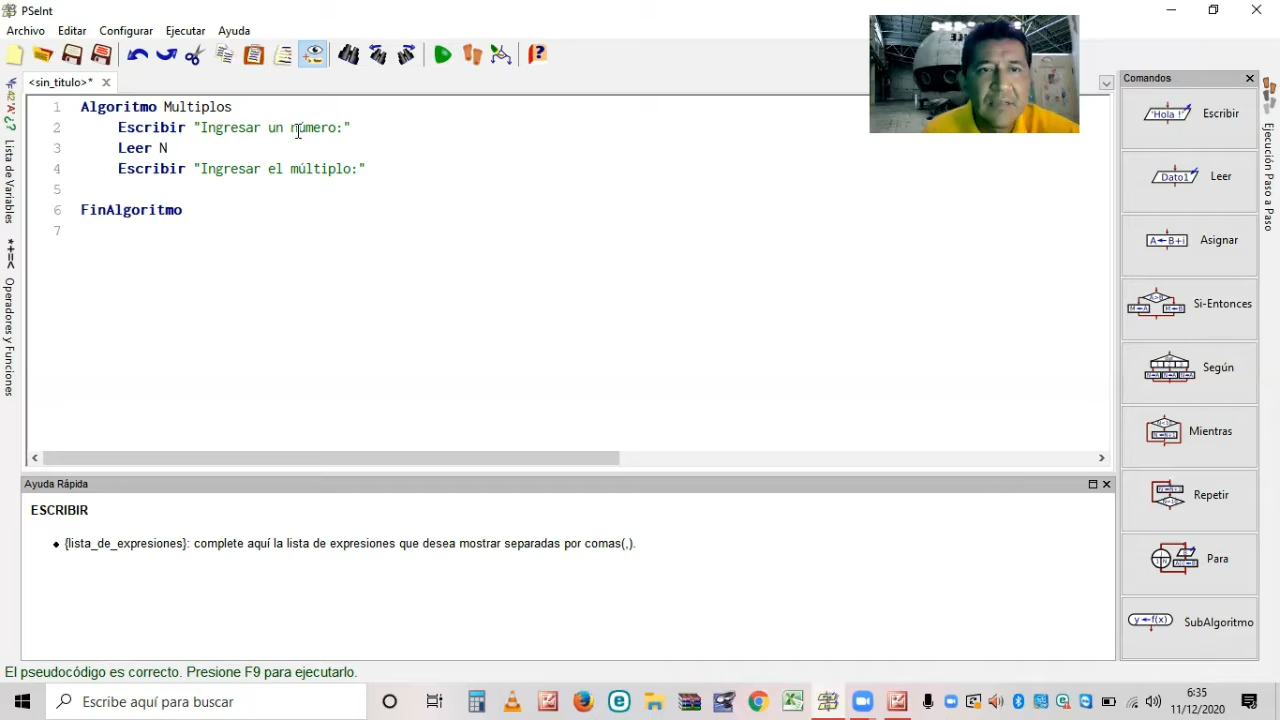 PSeInt
Archivo Editar Configurar Ejecutar Ayuda
<sin_titulo>*
Comandos
1 Algoritmo Multiplos
2 Escribir "Ingresar un número:"
3 Leer N
4 Escribir "Ingresar el múltiplo:"
5
6 FinAlgoritmo
7
Lista de Variables
*+=< Operadores y Funciones
'Hola !' Escribir
Dato1 Leer
A←B+i Asignar
Si-Entonces
Según
Mientras
Repetir
Para
y←f(x) SubAlgoritmo
Ejecución Paso a Paso
Ayuda Rápida
ESCRIBIR
{lista_de_expresiones}: complete aquí la lista de expresiones que desea mostrar separadas por comas(,).
El pseudocódigo es correcto. Presione F9 para ejecutarlo.
Escribe aquí para buscar
6:35
11/12/2020